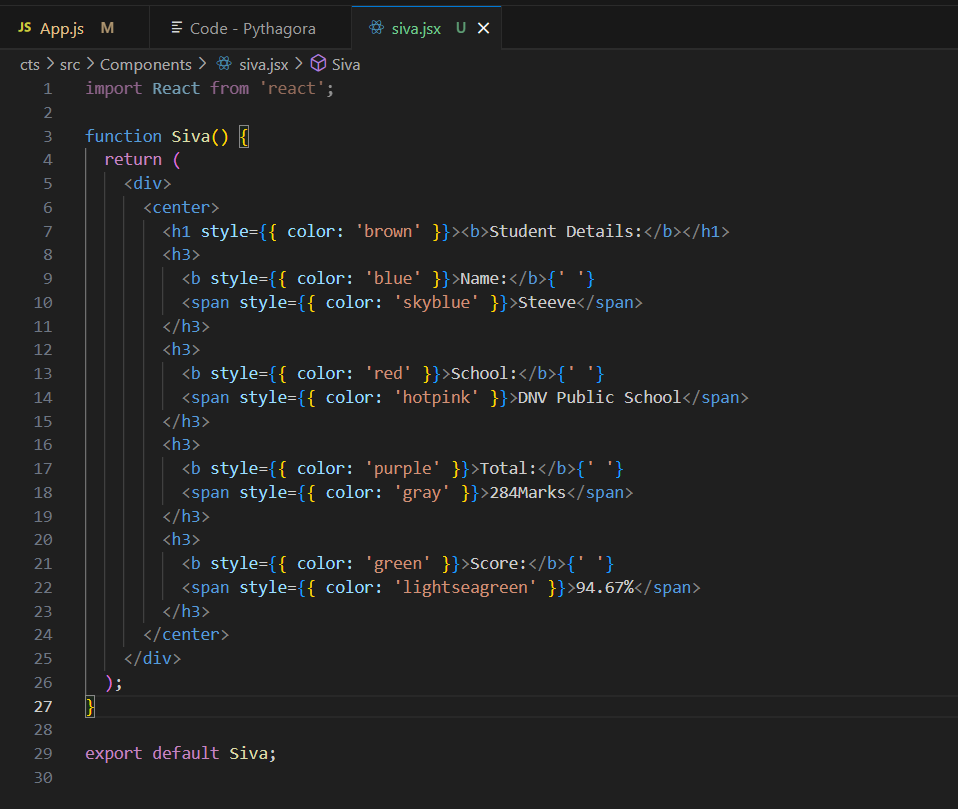 JS App.js M
Code - Pythagora
siva.jsx U
cts > src > Components > siva.jsx > Siva
1 import React from 'react';
2
3 function Siva() {
4   return (
5     <div>
6       <center>
7         <h1 style={{ color: 'brown' }}><b>Student Details:</b></h1>
8         <h3>
9           <b style={{ color: 'blue' }}>Name:</b>{' '}
10           <span style={{ color: 'skyblue' }}>Steeve</span>
11         </h3>
12         <h3>
13           <b style={{ color: 'red' }}>School:</b>{' '}
14           <span style={{ color: 'hotpink' }}>DNV Public School</span>
15         </h3>
16         <h3>
17           <b style={{ color: 'purple' }}>Total:</b>{' '}
18           <span style={{ color: 'gray' }}>284Marks</span>
19         </h3>
20         <h3>
21           <b style={{ color: 'green' }}>Score:</b>{' '}
22           <span style={{ color: 'lightseagreen' }}>94.67%</span>
23         </h3>
24       </center>
25     </div>
26   );
27 }
28
29 export default Siva;
30